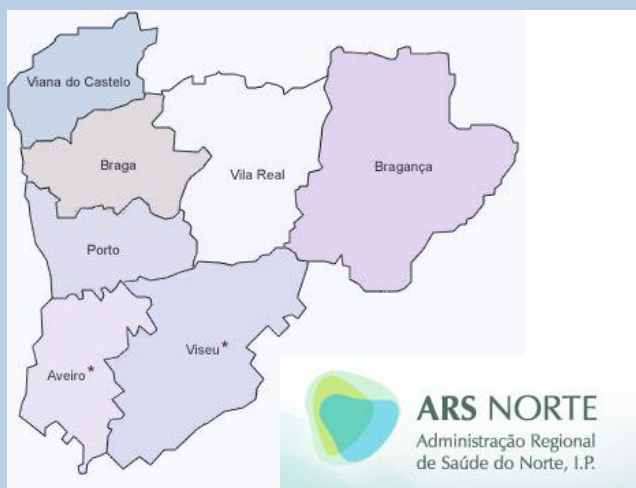 Viana do Castelo
Braga
Vila Real
Bragança
Porto
Viseu*
Aveiro*
ARS NORTE
Administração Regional
de Saúde do Norte, I.P.